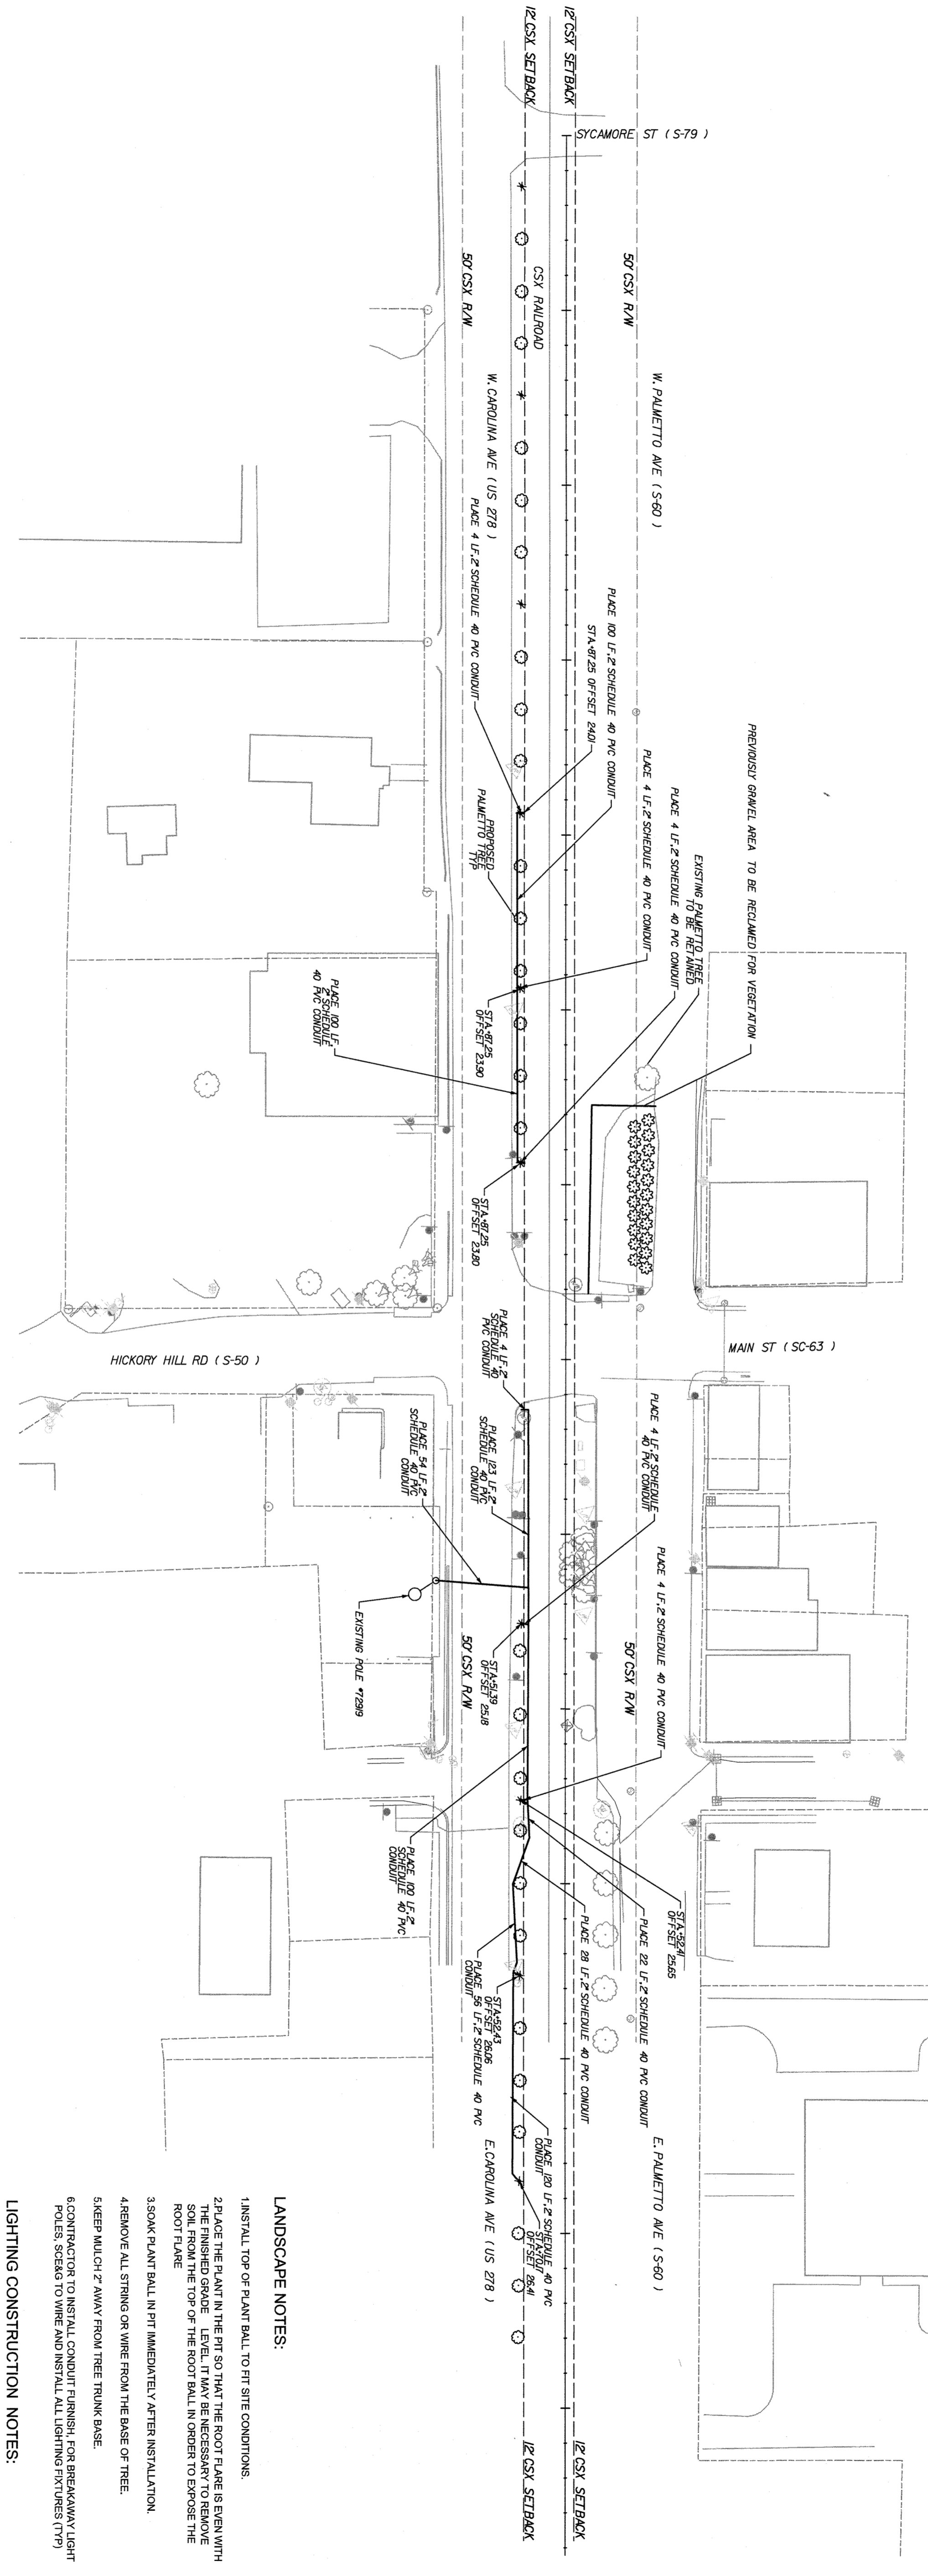 12' CSX SETBACK
12' CSX SETBACK
SYCAMORE ST ( S-79 )
50' CSX R/W
CSX RAILROAD
50' CSX R/W
W. CAROLINA AVE ( US 278 )
W. PALMETTO AVE ( S-60 )
PLACE 4 LF, 2" SCHEDULE 40 PVC CONDUIT
PLACE 100 LF, 2" SCHEDULE 40 PVC CONDUIT
STA.+87.25 OFFSET 24.01
PLACE 4 LF, 2" SCHEDULE 40 PVC CONDUIT
PLACE 4 LF, 2" SCHEDULE 40 PVC CONDUIT
EXISTING PALMETTO TREE
TO BE RETAINED
PREVIOUSLY GRAVEL AREA TO BE RECLAIMED FOR VEGETATION
PROPOSED
PALMETTO TREE
TYP
PLACE 100 LF,
2" SCHEDULE
40 PVC CONDUIT
STA.+87.25
OFFSET 23.90
STA.+87.25
OFFSET 23.80
HICKORY HILL RD ( S-50 )
MAIN ST ( SC-63 )
PLACE 4 LF, 2"
SCHEDULE 40
PVC CONDUIT
PLACE 123 LF, 2"
SCHEDULE 40 PVC
CONDUIT
PLACE 54 LF, 2"
SCHEDULE 40 PVC
CONDUIT
PLACE 4 LF, 2" SCHEDULE
40 PVC CONDUIT
PLACE 4 LF, 2" SCHEDULE 40 PVC CONDUIT
EXISTING POLE #72919
50' CSX R/W
50' CSX R/W
STA.+51.39
OFFSET 25.18
PLACE 100 LF, 2"
SCHEDULE 40 PVC
CONDUIT
STA.+52.41
OFFSET 25.65
PLACE 22 LF, 2" SCHEDULE 40 PVC CONDUIT
PLACE 28 LF, 2" SCHEDULE 40 PVC CONDUIT
STA.+52.43
OFFSET 26.06
PLACE 56 LF, 2" SCHEDULE 40 PVC
CONDUIT
PLACE 120 LF, 2" SCHEDULE 40 PVC
CONDUIT
OFFSET 26.41
E. CAROLINA AVE ( US 278 )
E. PALMETTO AVE ( S-60 )
12' CSX SETBACK
12' CSX SETBACK
LANDSCAPE NOTES:
1.INSTALL TOP OF PLANT BALL TO FIT SITE CONDITIONS.
2.PLACE THE PLANT IN THE PIT SO THAT THE ROOT FLARE IS EVEN WITH
THE FINISHED GRADE LEVEL. IT MAY BE NECESSARY TO REMOVE
SOIL FROM THE TOP OF THE ROOT BALL IN ORDER TO EXPOSE THE
ROOT FLARE
3.SOAK PLANT BALL IN PIT IMMEDIATELY AFTER INSTALLATION.
4.REMOVE ALL STRING OR WIRE FROM THE BASE OF TREE.
5.KEEP MULCH 2" AWAY FROM TREE TRUNK BASE.
6.CONTRACTOR TO INSTALL CONDUIT FURNISH, FOR BREAKAWAY LIGHT
POLES, SCE&G TO WIRE AND INSTALL ALL LIGHTING FIXTURES (TYP)
LIGHTING CONSTRUCTION NOTES: